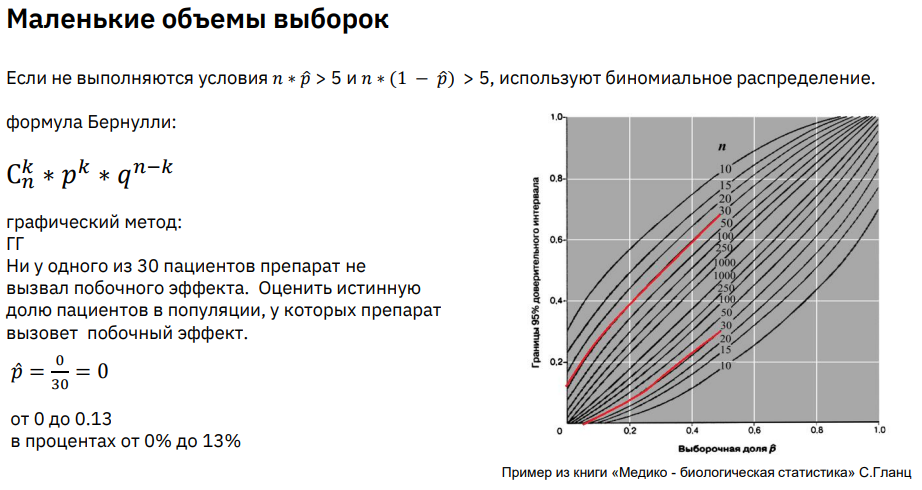 Маленькие объемы выборок
Если не выполняются условия n ∗ p̂ > 5 и n ∗ (1 − p̂) > 5, используют биномиальное распределение.
формула Бернулли:
C_n^k ∗ p^k ∗ q^{n−k}
графический метод:
ГГ
Ни у одного из 30 пациентов препарат не
вызвал побочного эффекта. Оценить истинную
долю пациентов в популяции, у которых препарат
вызовет побочный эффект.
p̂ = 0/30 = 0
от 0 до 0.13
в процентах от 0% до 13%
Границы 95% доверительного интервала
1.0
0.8
0.6
0.4
0.2
n
10
15
20
30
50
100
250
1000
1000
250
100
50
30
20
15
10
0
0.2
0.4
0.6
0.8
1.0
Выборочная доля p̂
Пример из книги «Медико - биологическая статистика» С.Гланц